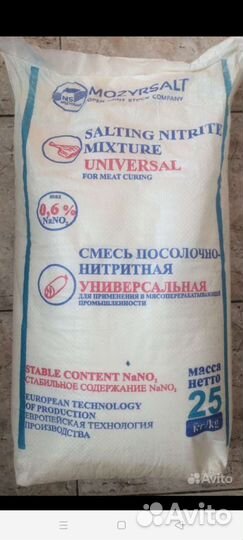 MOZYRSALT
OPEN JOINT STOCK COMPANY
SALTING NITRITE
MIXTURE
UNIVERSAL
FOR MEAT CURING
max
0,6 %
NaNO₂
СМЕСЬ ПОСОЛОЧНО-
НИТРИТНАЯ
УНИВЕРСАЛЬНАЯ
ДЛЯ ПРИМЕНЕНИЯ В МЯСОПЕРЕРАБАТЫВАЮЩЕЙ
ПРОМЫШЛЕННОСТИ
STABLE CONTENT NaNO₂
СТАБИЛЬНОЕ СОДЕРЖАНИЕ NaNO₂
EUROPEAN TECHNOLOGY
OF PRODUCTION
ЕВРОПЕЙСКАЯ ТЕХНОЛОГИЯ
ПРОИЗВОДСТВА
масса
нетто
25
кг/kg
Avito
Avito